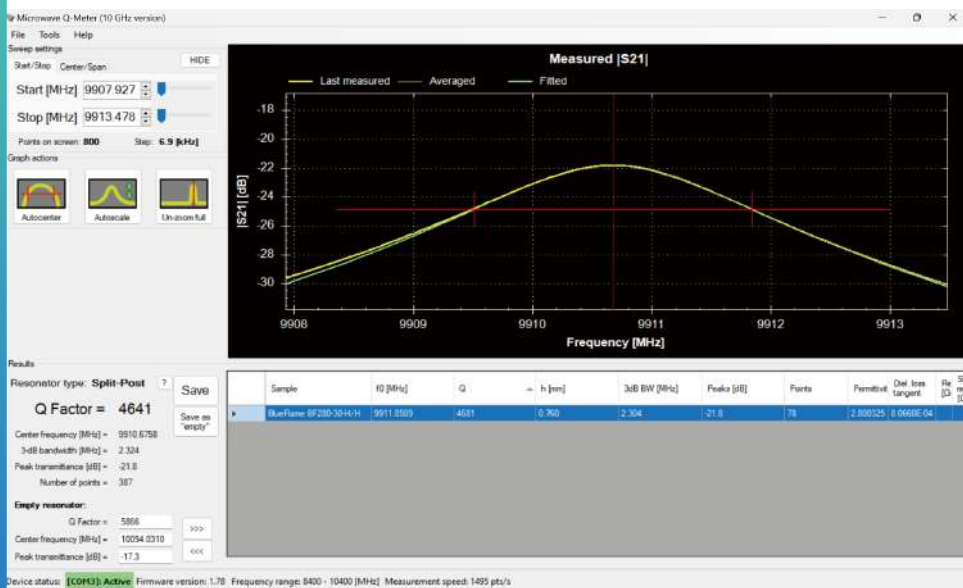 Microwave Q-Meter (10 GHz version)
File Tools Help
Sweep settings
Start/Stop Center/Span
HIDE
Start [MHz] 9907.927
Stop [MHz] 9913.478
Points on screen: 800 Step: 6.9 [kHz]
Graph actions
Autocenter Autoscale Un-zoom full
Measured |S21|
Last measured Averaged Fitted
|S21| [dB]
-18
-20
-22
-24
-26
-28
-30
9908 9909 9910 9911 9912 9913
Frequency [MHz]
Results
Resonator type: Split-Post ? Save
Q Factor = 4641
Save as "empty"
Center frequency [MHz] = 9910.6758
3-dB bandwidth [MHz] = 2.324
Peak transmittance [dB] = -21.8
Number of points = 387
Empty resonator:
Q Factor = 5866
>>>
Center frequency [MHz] = 10094.0310
<<<
Peak transmittance [dB] = -17.3
Sample f0 [MHz] Q h [mm] 3dB BW [MHz] Peaks [dB] Points Permittivit Diel. loss tangent
4681 0.760 2.304 -21.8 78 2.800325 8.0660E-04
Device status: [COM3]: Active Firmware version: 1.78 Frequency range: 8400 - 10400 [MHz] Measurement speed: 1495 pts/s